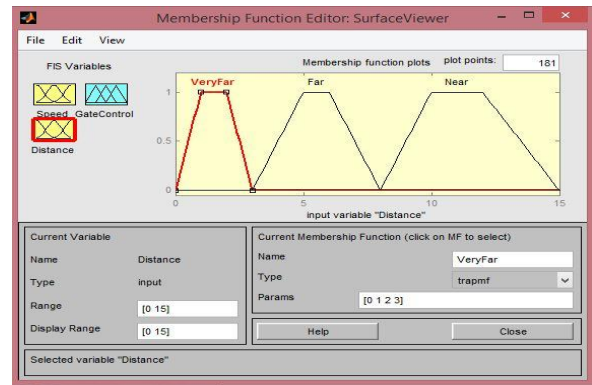 Membership Function Editor: SurfaceViewer
File Edit View
FIS Variables
Speed GateControl
Distance
Membership function plots plot points: 181
VeryFar Far Near
1
0.5
0
0 5 10 15
input variable "Distance"
Current Variable
Name Distance
Type input
Range [0 15]
Display Range [0 15]
Current Membership Function (click on MF to select)
Name VeryFar
Type trapmf
Params [0 1 2 3]
Help Close
Selected variable "Distance"